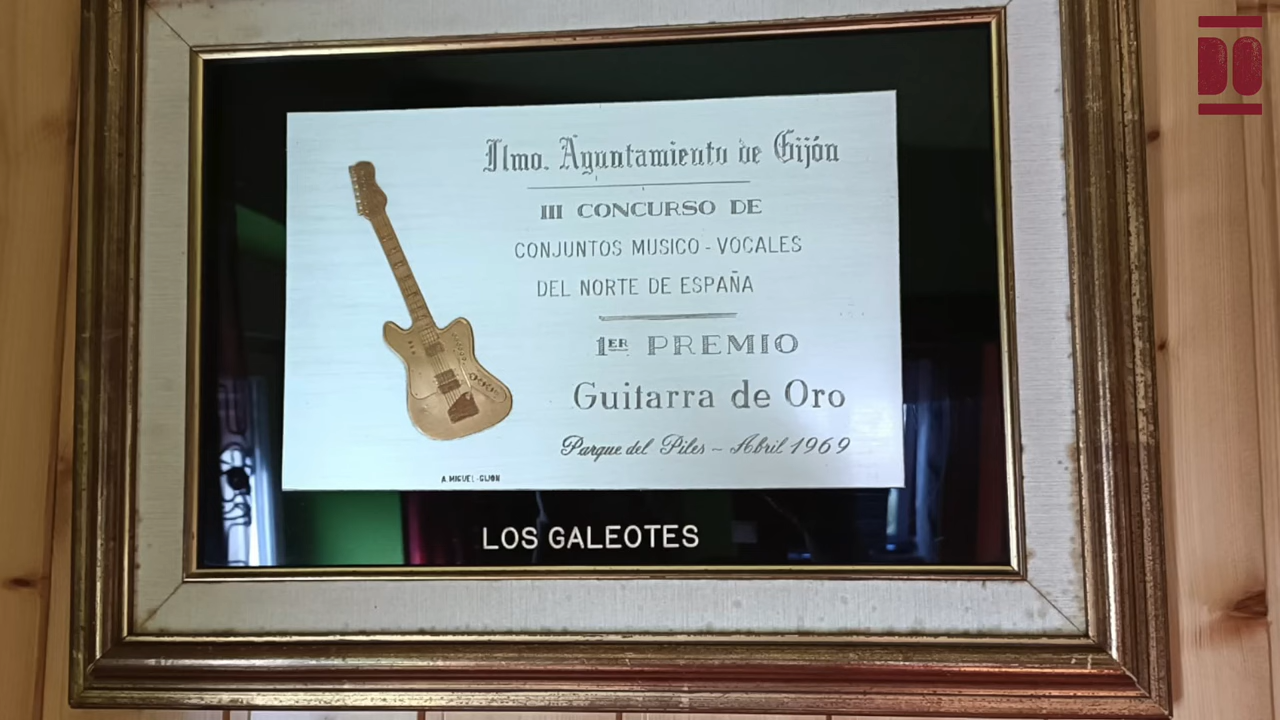 DO
Ilmo. Ayuntamiento de Gijón
III CONCURSO DE
CONJUNTOS MUSICO - VOCALES
DEL NORTE DE ESPAÑA
1ER PREMIO
Guitarra de Oro
Parque del Piles - Abril 1969
A. MIGUEL - GIJON
LOS GALEOTES